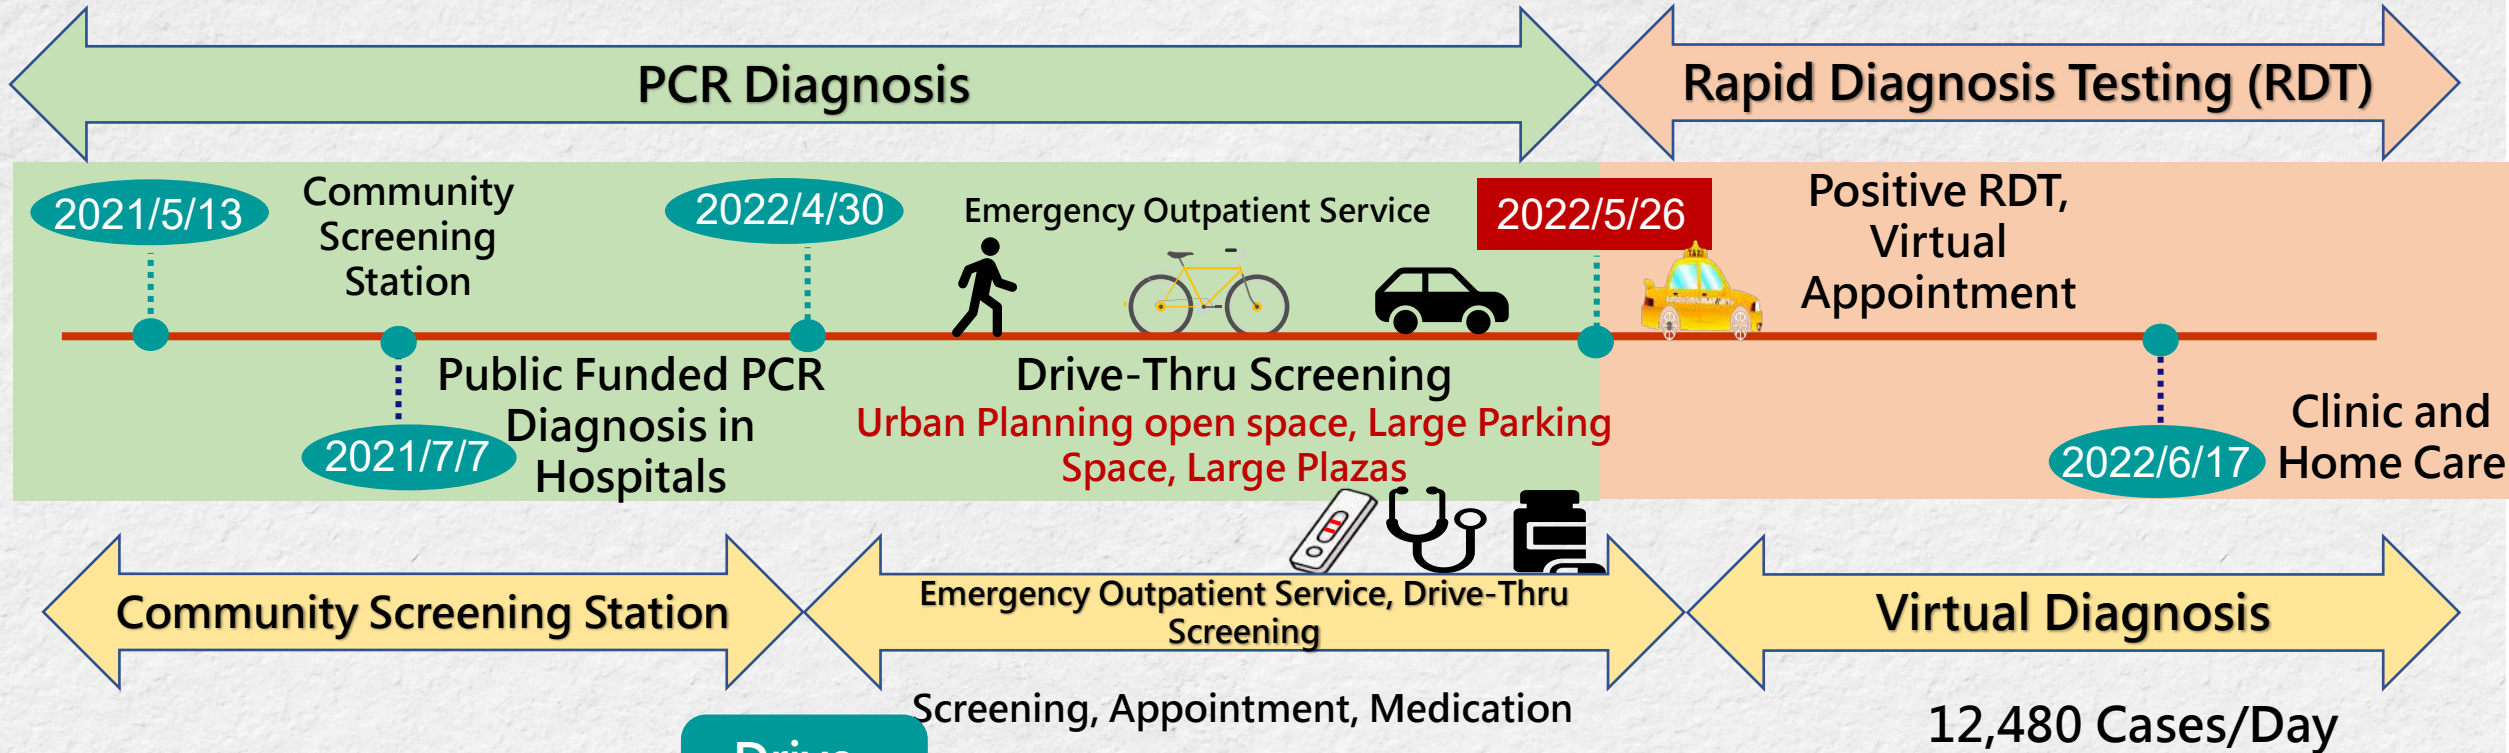 PCR Diagnosis
Rapid Diagnosis Testing (RDT)
2021/5/13
Community
Screening
Station
2022/4/30
Emergency Outpatient Service
2022/5/26
Positive RDT,
Virtual
Appointment
2021/7/7
Public Funded PCR
Diagnosis in
Hospitals
Drive-Thru Screening
Urban Planning open space, Large Parking
Space, Large Plazas
2022/6/17
Clinic and
Home Care
Community Screening Station
Emergency Outpatient Service, Drive-Thru
Screening
Virtual Diagnosis
Screening, Appointment, Medication
12,480 Cases/Day
Drive-